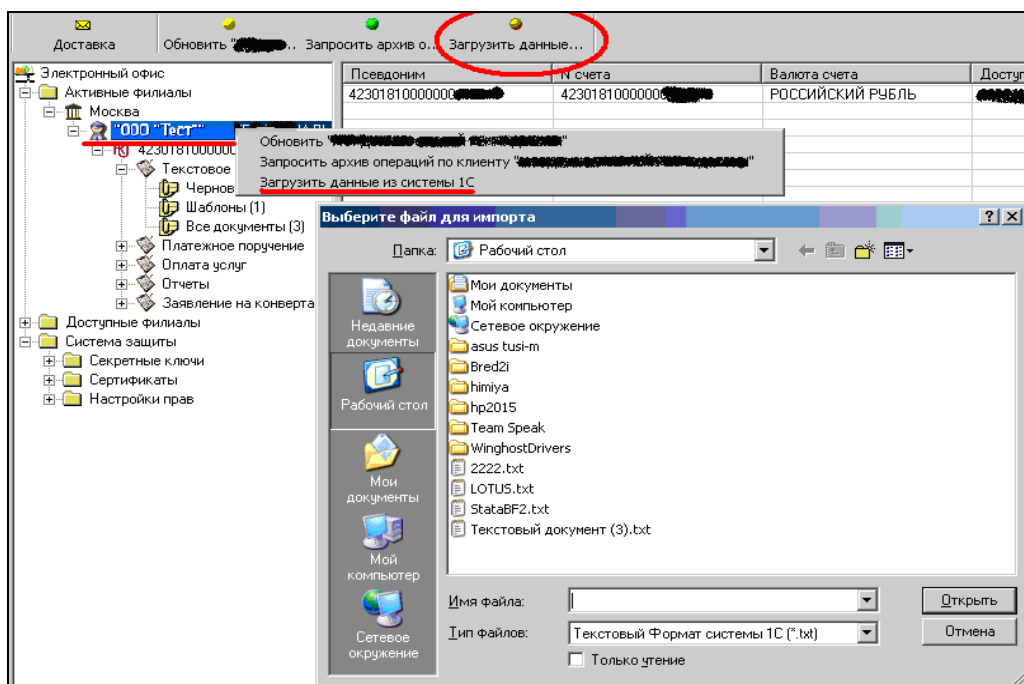 Доставка
Обновить "
.. Запросить архив о...
Загрузить данные...
Электронный офис
Активные филиалы
Москва
"ООО "Тест""
4230181000000
Текстовое
Чернов
Шаблоны (1)
Все документы (3)
Платежное поручение
Оплата услуг
Отчеты
Заявление на конверта
Доступные филиалы
Система защиты
Секретные ключи
Сертификаты
Настройки прав
Псевдоним
N счета
Валюта счета
Доступ
42301810000000
4230181000000
РОССИЙСКИЙ РУБЛЬ
Обновить "
"
Запросить архив операций по клиенту "
"
Загрузить данные из системы 1С
Выберите файл для импорта
Папка:
Рабочий стол
Недавние документы
Рабочий стол
Мои документы
Мой компьютер
Сетевое окружение
Мои документы
Мой компьютер
Сетевое окружение
asus tusi-m
Bred2i
himiya
hp2015
Team Speak
WinghostDrivers
2222.txt
LOTUS.txt
StataBF2.txt
Текстовый документ (3).txt
Имя файла:
Открыть
Тип файлов:
Текстовый Формат системы 1С (*.txt)
Отмена
Только чтение